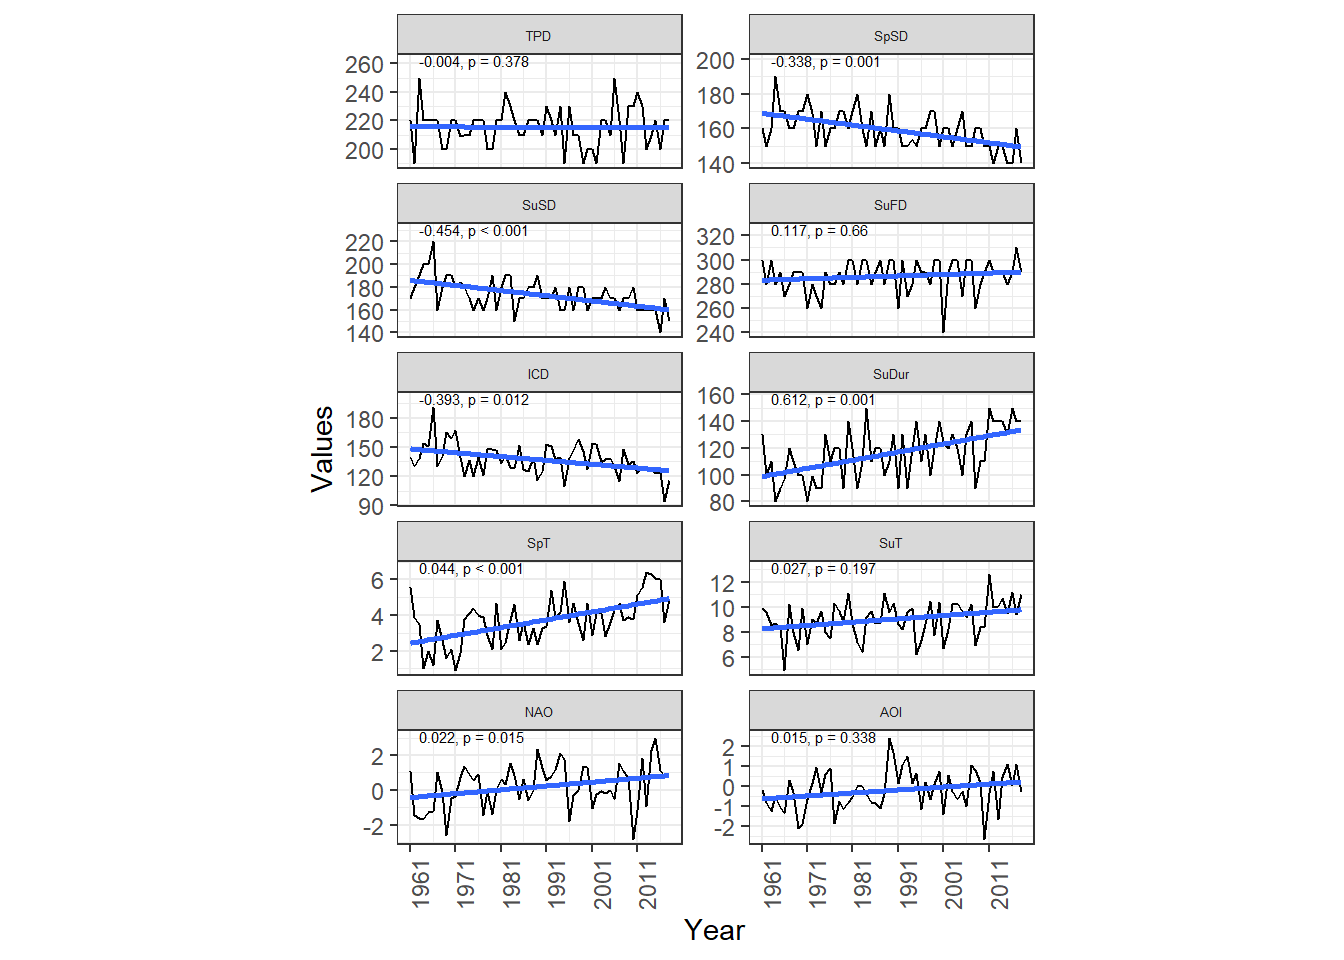 TPD
SpSD
-0.004, p = 0.378
-0.338, p = 0.001
260
240
220
200
200
180
160
140
SuSD
SuFD
-0.454, p < 0.001
0.117, p = 0.66
220
200
180
160
140
320
300
280
260
240
ICD
SuDur
-0.393, p = 0.012
0.612, p = 0.001
180
150
120
90
160
140
120
100
80
Values
SpT
SuT
0.044, p < 0.001
0.027, p = 0.197
6
4
2
12
10
8
6
NAO
AOI
0.022, p = 0.015
0.015, p = 0.338
2
0
-2
2
1
0
-1
-2
1961
1971
1981
1991
2001
2011
1961
1971
1981
1991
2001
2011
Year